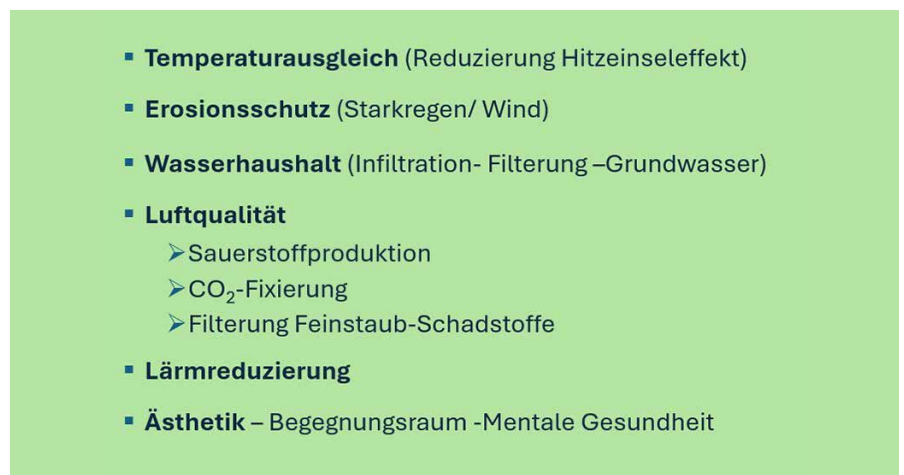 ▪ Temperaturausgleich (Reduzierung Hitzeinseleffekt)
▪ Erosionsschutz (Starkregen/ Wind)
▪ Wasserhaushalt (Infiltration- Filterung –Grundwasser)
▪ Luftqualität
➢Sauerstoffproduktion
➢CO₂-Fixierung
➢Filterung Feinstaub-Schadstoffe
▪ Lärmreduzierung
▪ Ästhetik – Begegnungsraum -Mentale Gesundheit